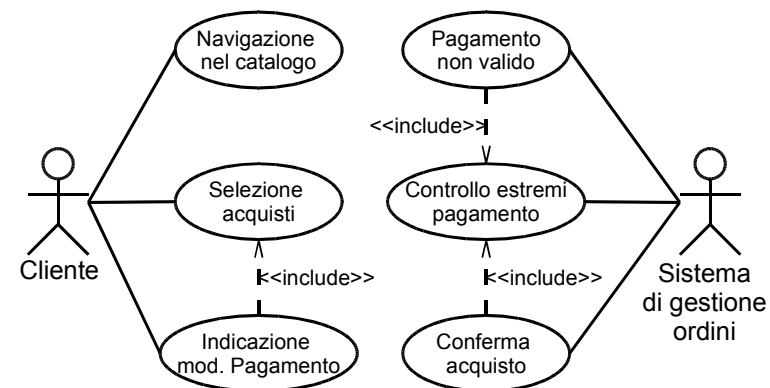 Navigazione
nel catalogo
Pagamento
non valido
<<include>>
Selezione
acquisti
Controllo estremi
pagamento
Cliente
<<include>>
<<include>>
Sistema
di gestione
ordini
Indicazione
mod. Pagamento
Conferma
acquisto